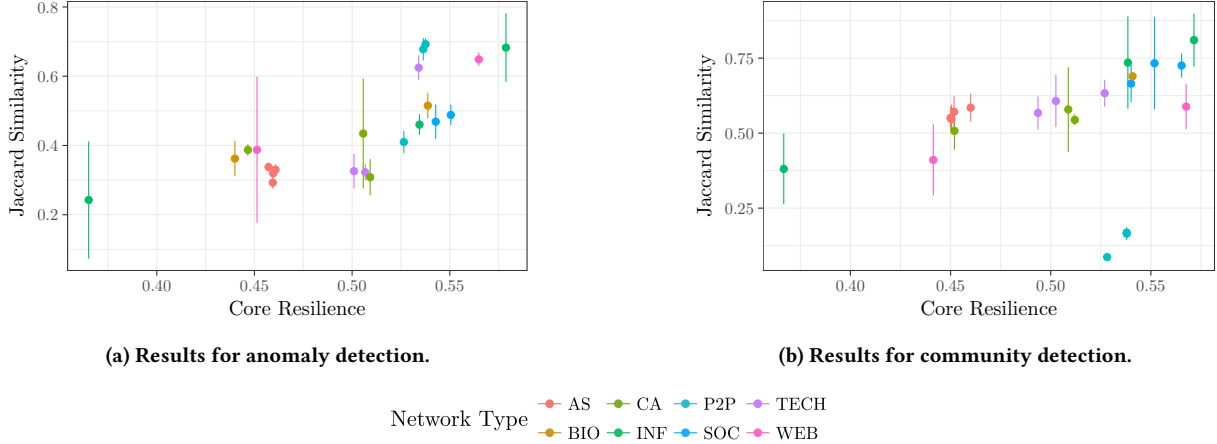 0.8
0.6
0.4
0.2
Jaccard Similarity
0.40
0.45
0.50
0.55
Core Resilience
(a) Results for anomaly detection.
0.75
0.50
0.25
Jaccard Similarity
0.40
0.45
0.50
0.55
Core Resilience
(b) Results for community detection.
Network Type
AS CA P2P TECH
BIO INF SOC WEB